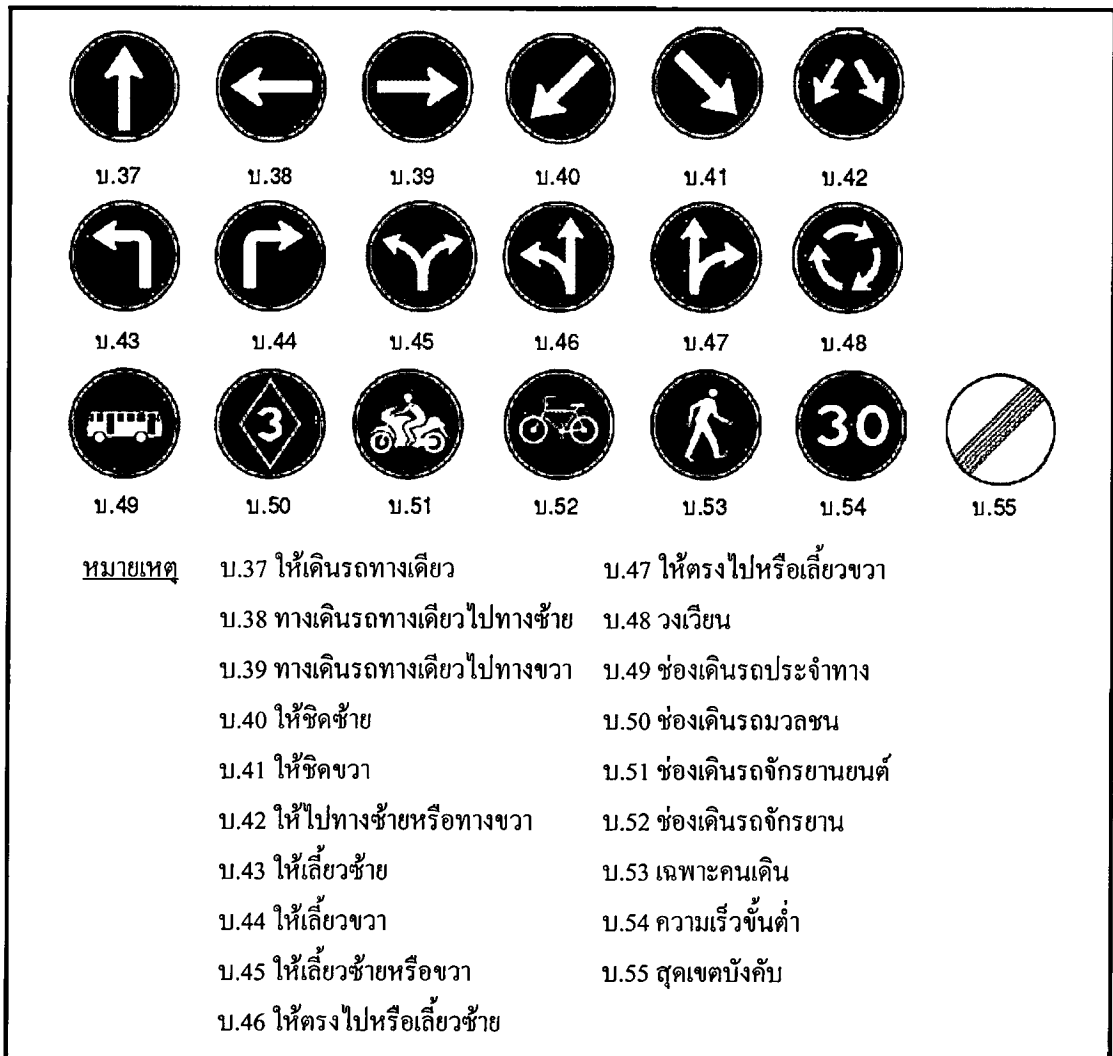 บ.37 บ.38 บ.39 บ.40 บ.41 บ.42
บ.43 บ.44 บ.45 บ.46 บ.47 บ.48
3 30
บ.49 บ.50 บ.51 บ.52 บ.53 บ.54 บ.55
หมายเหตุ บ.37 ให้เดินรถทางเดียว บ.47 ให้ตรงไปหรือเลี้ยวขวา
บ.38 ทางเดินรถทางเดียวไปทางซ้าย บ.48 วงเวียน
บ.39 ทางเดินรถทางเดียวไปทางขวา บ.49 ช่องเดินรถประจำทาง
บ.40 ให้ชิดซ้าย บ.50 ช่องเดินรถมวลชน
บ.41 ให้ชิดขวา บ.51 ช่องเดินรถจักรยานยนต์
บ.42 ให้ไปทางซ้ายหรือทางขวา บ.52 ช่องเดินรถจักรยาน
บ.43 ให้เลี้ยวซ้าย บ.53 เฉพาะคนเดิน
บ.44 ให้เลี้ยวขวา บ.54 ความเร็วขั้นต่ำ
บ.45 ให้เลี้ยวซ้ายหรือขวา บ.55 สุดเขตบังคับ
บ.46 ให้ตรงไปหรือเลี้ยวซ้าย